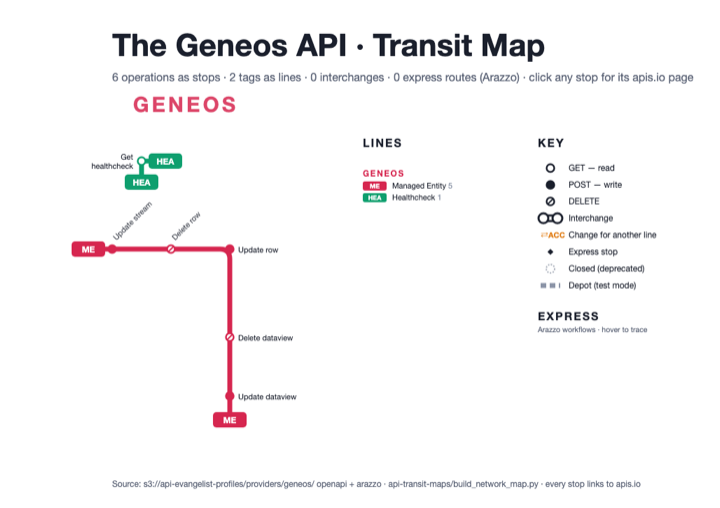 The Geneos API · Transit Map
6 operations as stops · 2 tags as lines · 0 interchanges · 0 express routes (Arazzo) · click any stop for its apis.io page
GENEOS
Get
healthcheck
HEA
HEA
Update stream
Delete row
ME
Update row
Delete dataview
Update dataview
ME
LINES
GENEOS
ME Managed Entity 5
HEA Healthcheck 1
KEY
GET — read
POST — write
DELETE
Interchange
ACC Change for another line
Express stop
Closed (deprecated)
Depot (test mode)
EXPRESS
Arazzo workflows · hover to trace
Source: s3://api-evangelist-profiles/providers/geneos/ openapi + arazzo · api-transit-maps/build_network_map.py · every stop links to apis.io